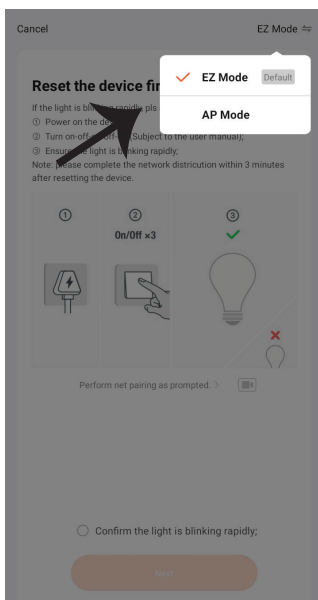 Cancel
EZ Mode
EZ Mode Default
AP Mode
Reset the device fir
If the light is blinking rapidly, pls
① Power on the de
② Turn on-off- -off- (Subject to the user manual);
③ Ensure the light is blinking rapidly;
Note: please complete the network districution within 3 minutes
after resetting the device.
①
②
③
On/Off ×3
Perform net pairing as prompted. >
Confirm the light is blinking rapidly;
Next